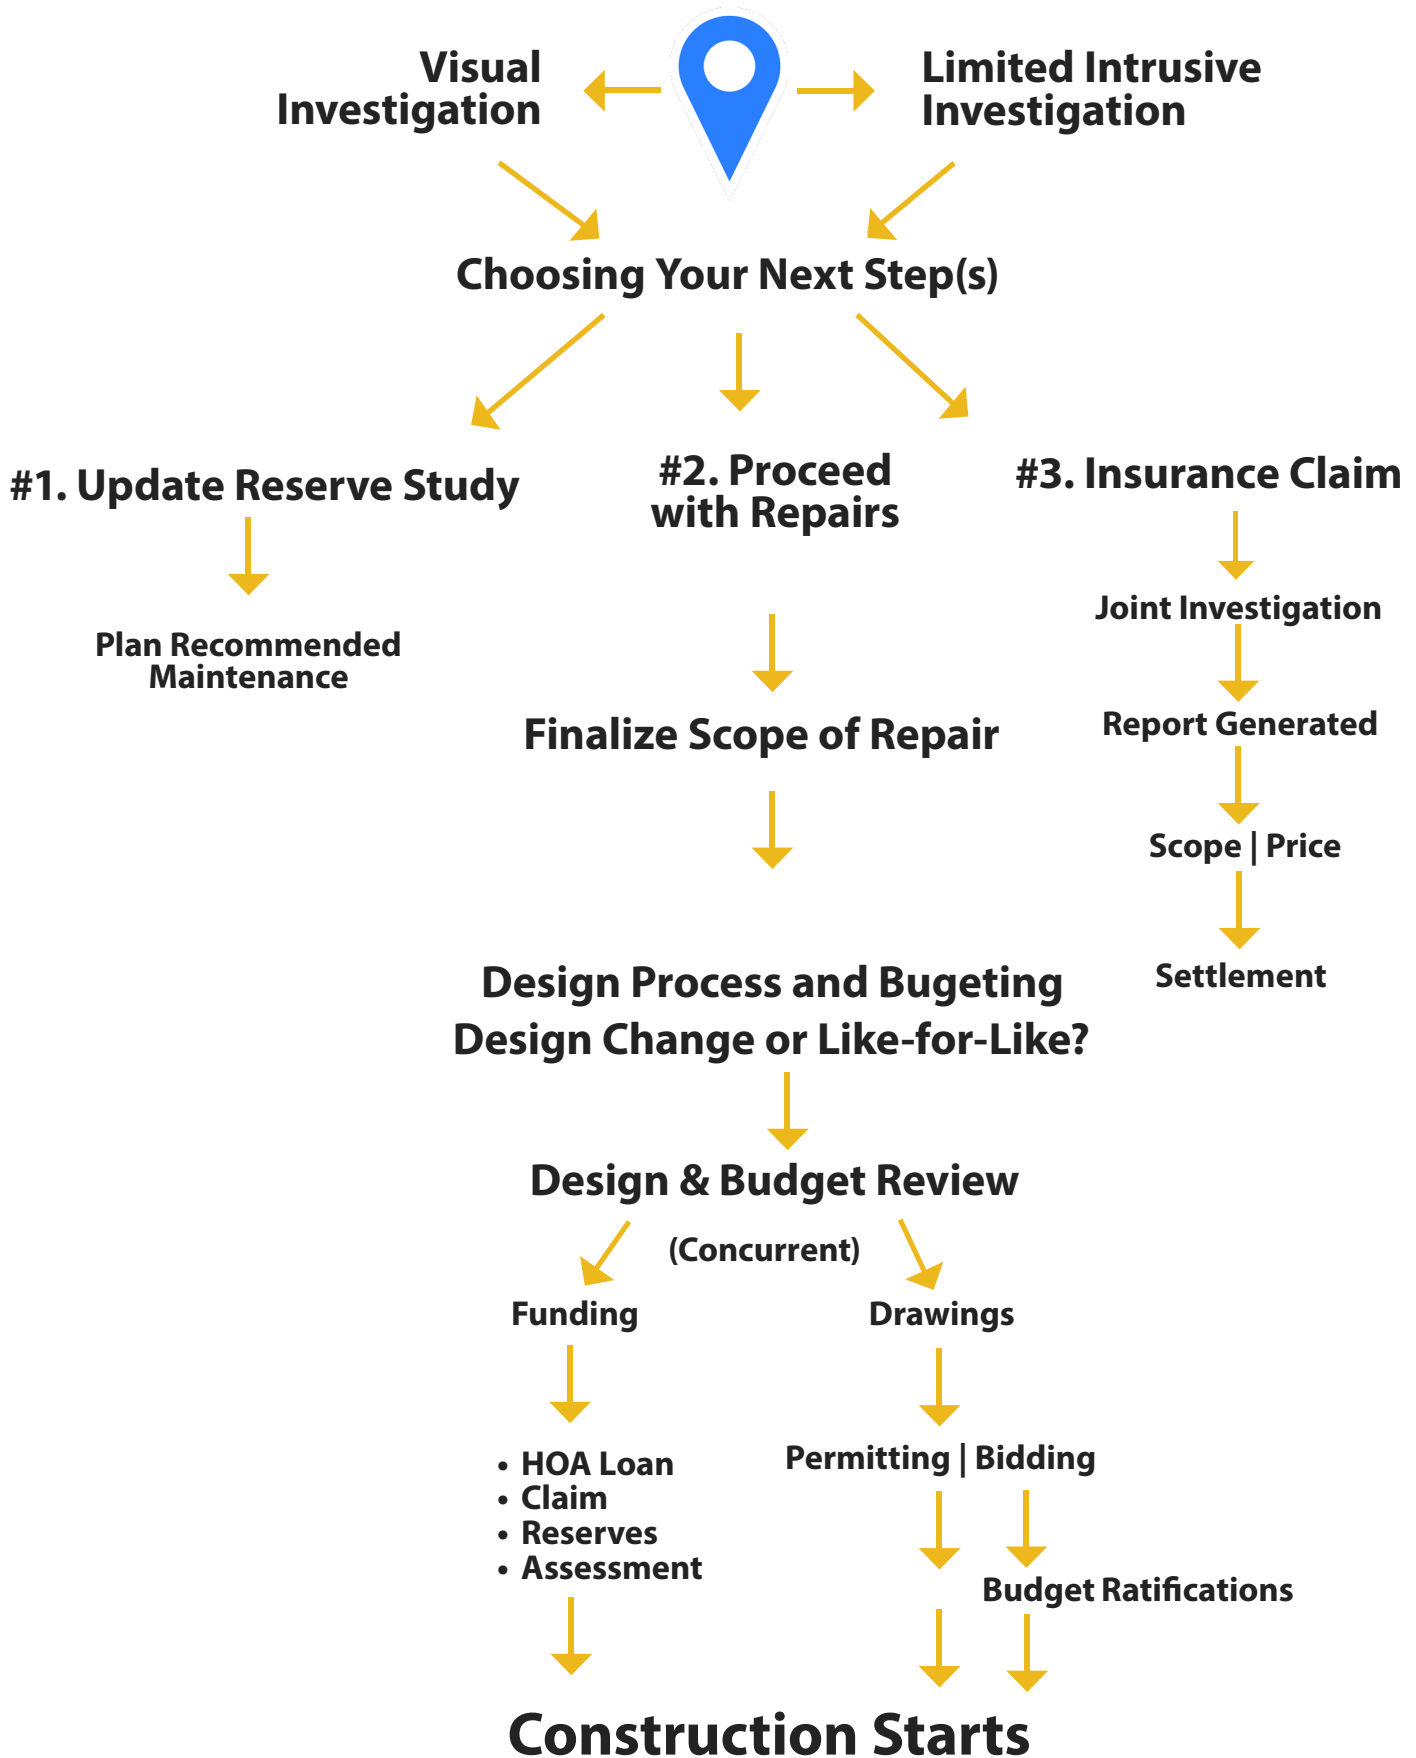 Visual
Investigation
Limited Intrusive
Investigation
Choosing Your Next Step(s)
#1. Update Reserve Study
#2. Proceed
with Repairs
#3. Insurance Claim
Plan Recommended
Maintenance
Joint Investigation
Finalize Scope of Repair
Report Generated
Scope | Price
Settlement
Design Process and Bugeting
Design Change or Like-for-Like?
Design & Budget Review
(Concurrent)
Funding
Drawings
• HOA Loan
• Claim
• Reserves
• Assessment
Permitting | Bidding
Budget Ratifications
Construction Starts